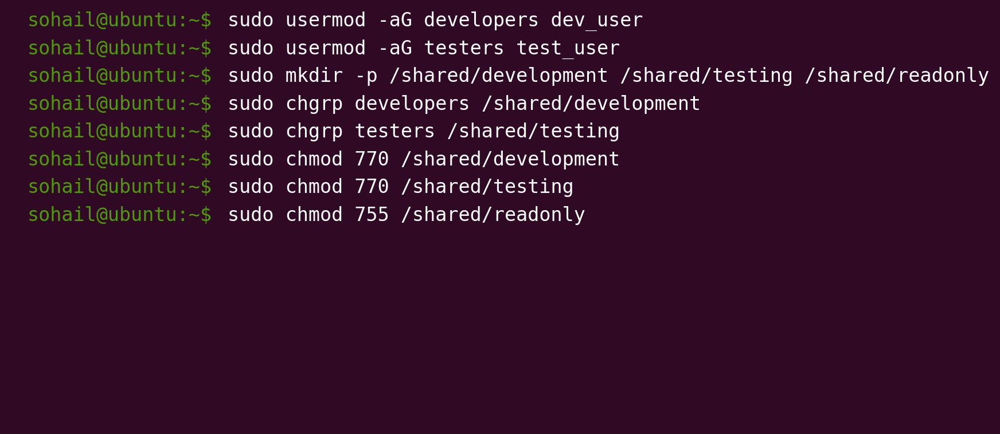 sohail@ubuntu:~$ sudo usermod -aG developers dev_user
sohail@ubuntu:~$ sudo usermod -aG testers test_user
sohail@ubuntu:~$ sudo mkdir -p /shared/development /shared/testing /shared/readonly
sohail@ubuntu:~$ sudo chgrp developers /shared/development
sohail@ubuntu:~$ sudo chgrp testers /shared/testing
sohail@ubuntu:~$ sudo chmod 770 /shared/development
sohail@ubuntu:~$ sudo chmod 770 /shared/testing
sohail@ubuntu:~$ sudo chmod 755 /shared/readonly